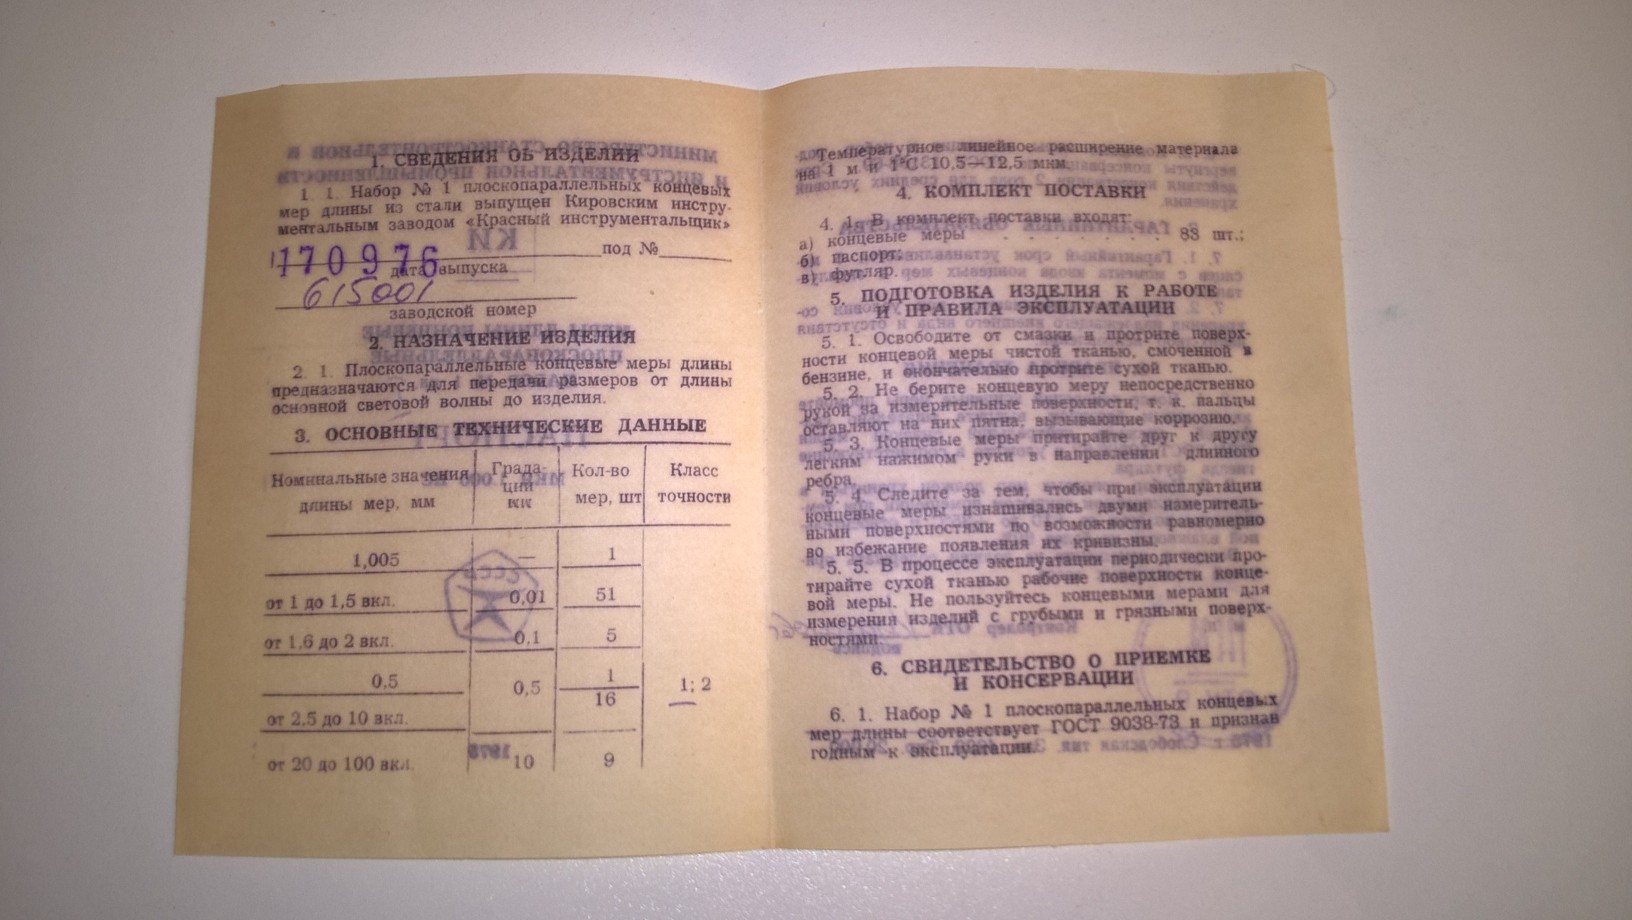 1. СВЕДЕНИЯ ОБ ИЗДЕЛИИ
1. 1. Набор № 1 плоскопараллельных концевых
мер длины из стали выпущен Кировским инстру-
ментальным заводом «Красный инструментальщик»
170976 под №
дата выпуска
615001
заводской номер
2. НАЗНАЧЕНИЕ ИЗДЕЛИЯ
2. 1. Плоскопараллельные концевые меры длины
предназначаются для передачи размеров от длины
основной световой волны до изделия.
3. ОСНОВНЫЕ ТЕХНИЧЕСКИЕ ДАННЫЕ
Номинальные значения длины мер, мм Града- ции Кол-во мер, шт Класс точности
1,005 — 1
от 1 до 1,5 вкл. 0,01 51
от 1,6 до 2 вкл. 0,1 5
0,5 0,5 1 1; 2
от 2,5 до 10 вкл. 16
от 20 до 100 вкл. 10 9
Температурное линейное расширение материала
на 1 м и 1°С 10,5—12,5 мкм.
4. КОМПЛЕКТ ПОСТАВКИ
4. 1. В комплект поставки входят:
а) концевые меры . . . . . . . 83 шт.;
б) паспорт;
в) футляр.
5. ПОДГОТОВКА ИЗДЕЛИЯ К РАБОТЕ
И ПРАВИЛА ЭКСПЛУАТАЦИИ
5. 1. Освободите от смазки и протрите поверх-
ности концевой меры чистой тканью, смоченной в
бензине, и окончательно протрите сухой тканью.
5. 2. Не берите концевую меру непосредственно
рукой за измерительные поверхности, т. к. пальцы
оставляют на них пятна, вызывающие коррозию.
5. 3. Концевые меры притирайте друг к другу
легким нажимом руки в направлении длинного
ребра.
5. 4. Следите за тем, чтобы при эксплуатации
концевые меры изнашивались двумя измеритель-
ными поверхностями по возможности равномерно
во избежание появления их кривизны.
5. 5. В процессе эксплуатации периодически про-
тирайте сухой тканью рабочие поверхности конце-
вой меры. Не пользуйтесь концевыми мерами для
измерения изделий с грубыми и грязными поверх-
ностями.
6. СВИДЕТЕЛЬСТВО О ПРИЕМКЕ
И КОНСЕРВАЦИИ
6. 1. Набор № 1 плоскопараллельных концевых
мер длины соответствует ГОСТ 9038-73 и признан
годным к эксплуатации.